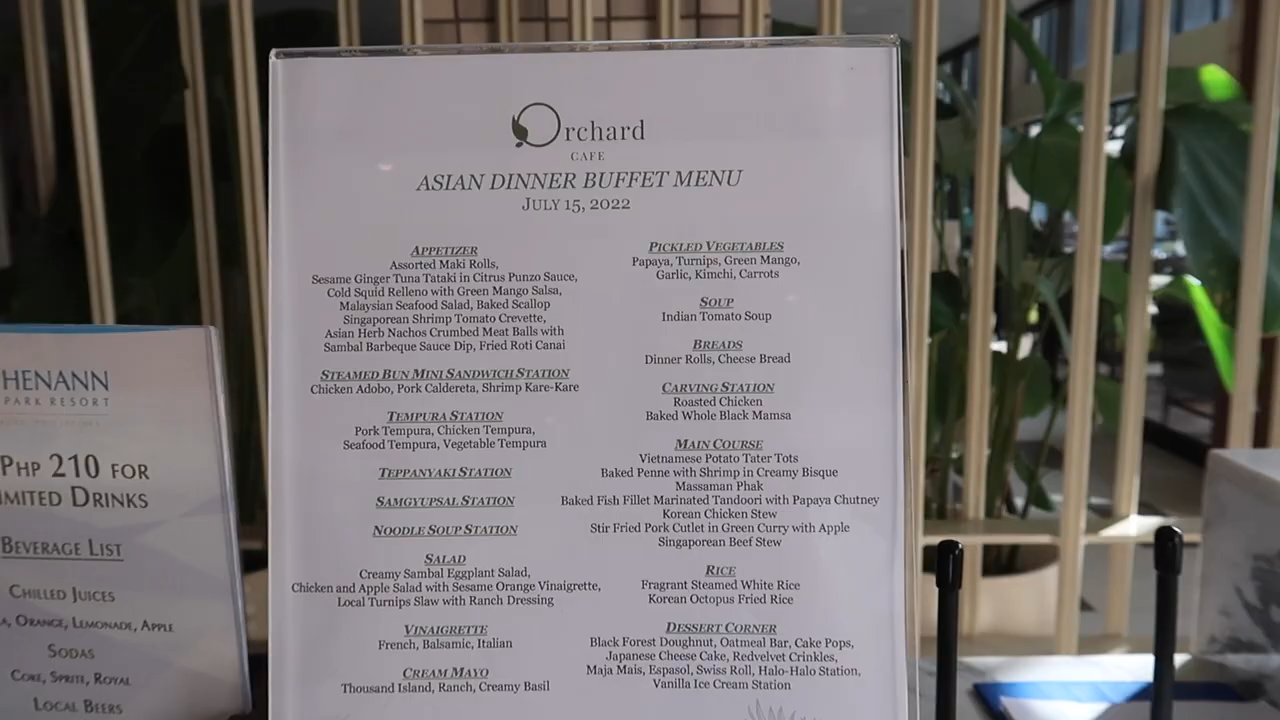 Orchard
CAFE
ASIAN DINNER BUFFET MENU
JULY 15, 2022
APPETIZER
Assorted Maki Rolls,
Sesame Ginger Tuna Tataki in Citrus Punzo Sauce,
Cold Squid Relleno with Green Mango Salsa,
Malaysian Seafood Salad, Baked Scallop
Singaporean Shrimp Tomato Crevette,
Asian Herb Nachos Crumbed Meat Balls with
Sambal Barbeque Sauce Dip, Fried Roti Canai
STEAMED BUN MINI SANDWICH STATION
Chicken Adobo, Pork Caldereta, Shrimp Kare-Kare
TEMPURA STATION
Pork Tempura, Chicken Tempura,
Seafood Tempura, Vegetable Tempura
TEPPANYAKI STATION
SAMGYUPSAL STATION
NOODLE SOUP STATION
SALAD
Creamy Sambal Eggplant Salad,
Chicken and Apple Salad with Sesame Orange Vinaigrette,
Local Turnips Slaw with Ranch Dressing
VINAIGRETTE
French, Balsamic, Italian
CREAM MAYO
Thousand Island, Ranch, Creamy Basil
PICKLED VEGETABLES
Papaya, Turnips, Green Mango,
Garlic, Kimchi, Carrots
SOUP
Indian Tomato Soup
BREADS
Dinner Rolls, Cheese Bread
CARVING STATION
Roasted Chicken
Baked Whole Black Mamsa
MAIN COURSE
Vietnamese Potato Tater Tots
Baked Penne with Shrimp in Creamy Bisque
Massaman Phak
Baked Fish Fillet Marinated Tandoori with Papaya Chutney
Korean Chicken Stew
Stir Fried Pork Cutlet in Green Curry with Apple
Singaporean Beef Stew
RICE
Fragrant Steamed White Rice
Korean Octopus Fried Rice
DESSERT CORNER
Black Forest Doughnut, Oatmeal Bar, Cake Pops,
Japanese Cheese Cake, Redvelvet Crinkles,
Maja Mais, Espasol, Swiss Roll, Halo-Halo Station,
Vanilla Ice Cream Station
HENANN
PARK RESORT
PHP 210 FOR
IMITED DRINKS
BEVERAGE LIST
CHILLED JUICES
A, ORANGE, LEMONADE, APPLE
SODAS
COKE, SPRITE, ROYAL
LOCAL BEERS